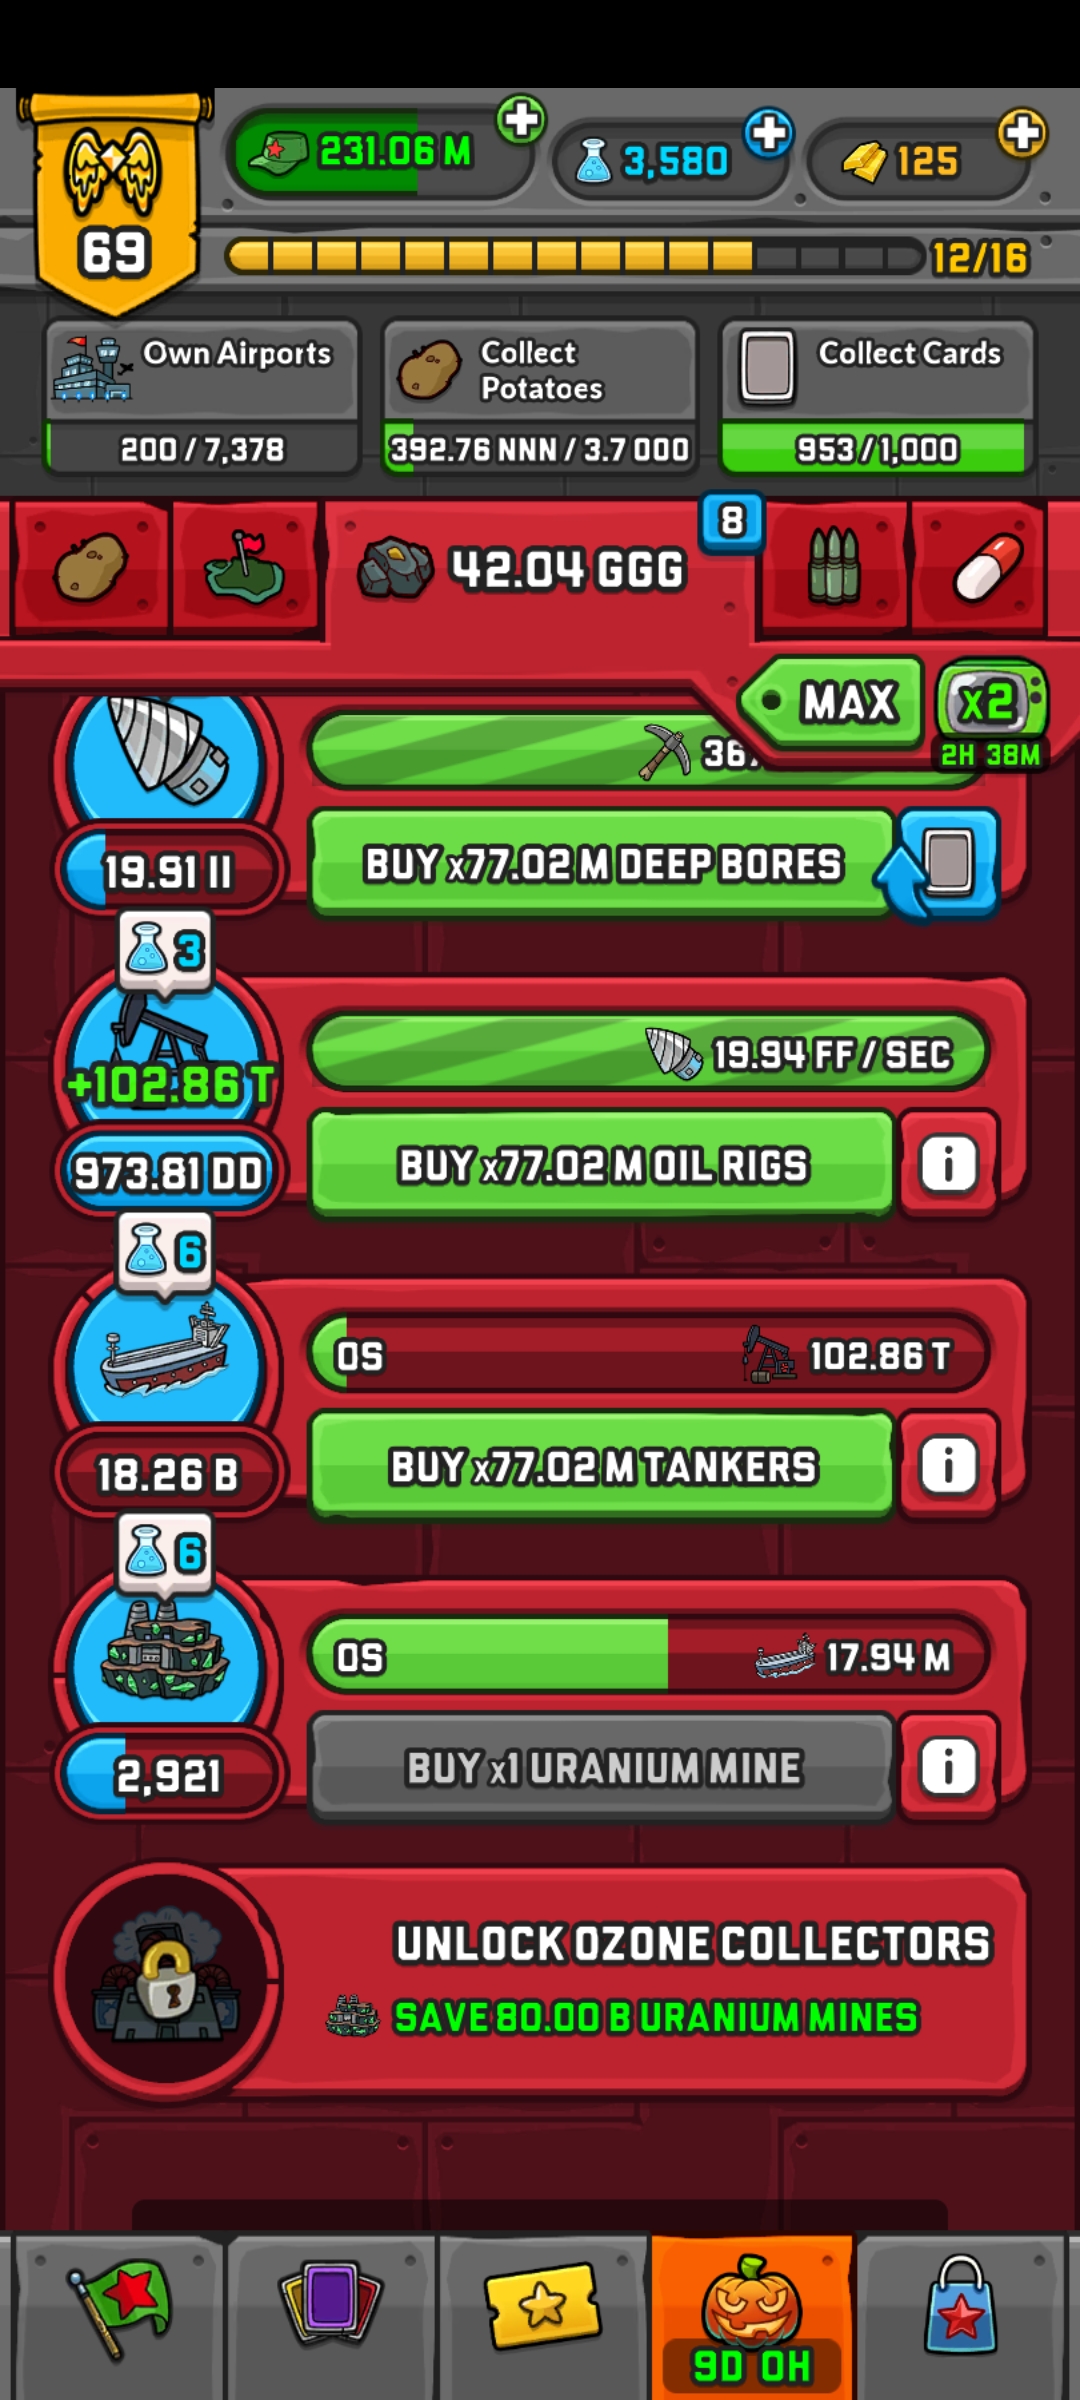 231.06 M
3,580
125
69
12/16
Own Airports
Collect Potatoes
Collect Cards
200 / 7,378
392.76 NNN / 3.7 OOO
953 / 1,000
8
42.04 GGG
MAX
x2
2H 38M
19.91 II
BUY x77.02 M DEEP BORES
3
+102.86 T
19.94 FF / SEC
973.81 DD
BUY x77.02 M OIL RIGS
i
6
0S
102.86 T
18.26 B
BUY x77.02 M TANKERS
i
6
0S
17.94 M
2,921
BUY x1 URANIUM MINE
i
UNLOCK OZONE COLLECTORS
SAVE 80.00 B URANIUM MINES
9D 0H